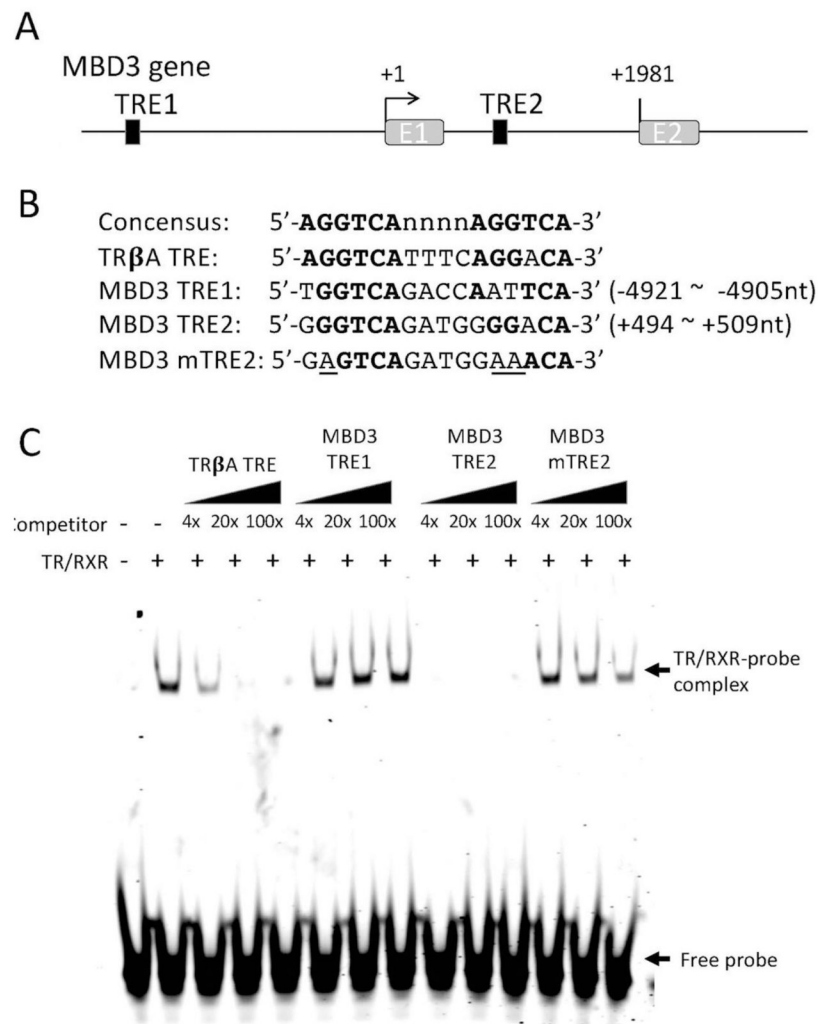 A
MBD3 gene
TRE1
+1
TRE2
+1981
E1
E2
B
Concensus: 5’-AGGTCAnnnnAGGTCA-3’
TRβA TRE: 5’-AGGTCATTTCAGGACA-3’
MBD3 TRE1: 5’-TGGTCAGACCAATTCA-3’ (-4921 ~ -4905nt)
MBD3 TRE2: 5’-GGGTCAGATGGGGACA-3’ (+494 ~ +509nt)
MBD3 mTRE2: 5’-GAGTCAGATGGAAACA-3’
C
TRβA TRE
MBD3
TRE1
MBD3
TRE2
MBD3
mTRE2
ompetitor - - 4x 20x 100x 4x 20x 100x 4x 20x 100x 4x 20x 100x
TR/RXR - + + + + + + + + + + + + +
TR/RXR-probe
complex
Free probe